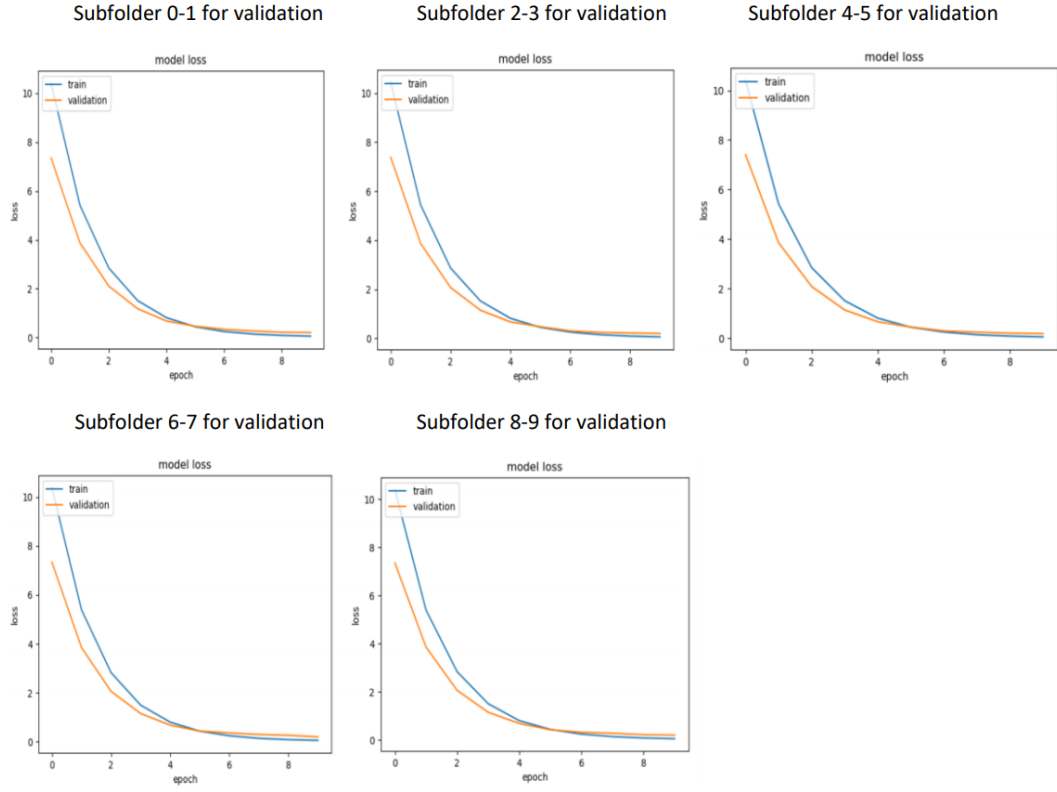 Subfolder 0-1 for validation
Subfolder 2-3 for validation
Subfolder 4-5 for validation
model loss
train
validation
10
8
6
4
2
0
loss
0 2 4 6 8
epoch
model loss
train
validation
10
8
6
4
2
0
loss
0 2 4 6 8
epoch
model loss
train
validation
10
8
6
4
2
0
loss
0 2 4 6 8
epoch
Subfolder 6-7 for validation
Subfolder 8-9 for validation
model loss
train
validation
10
8
6
4
2
0
loss
0 2 4 6 8
epoch
model loss
train
validation
10
8
6
4
2
0
loss
0 2 4 6 8
epoch